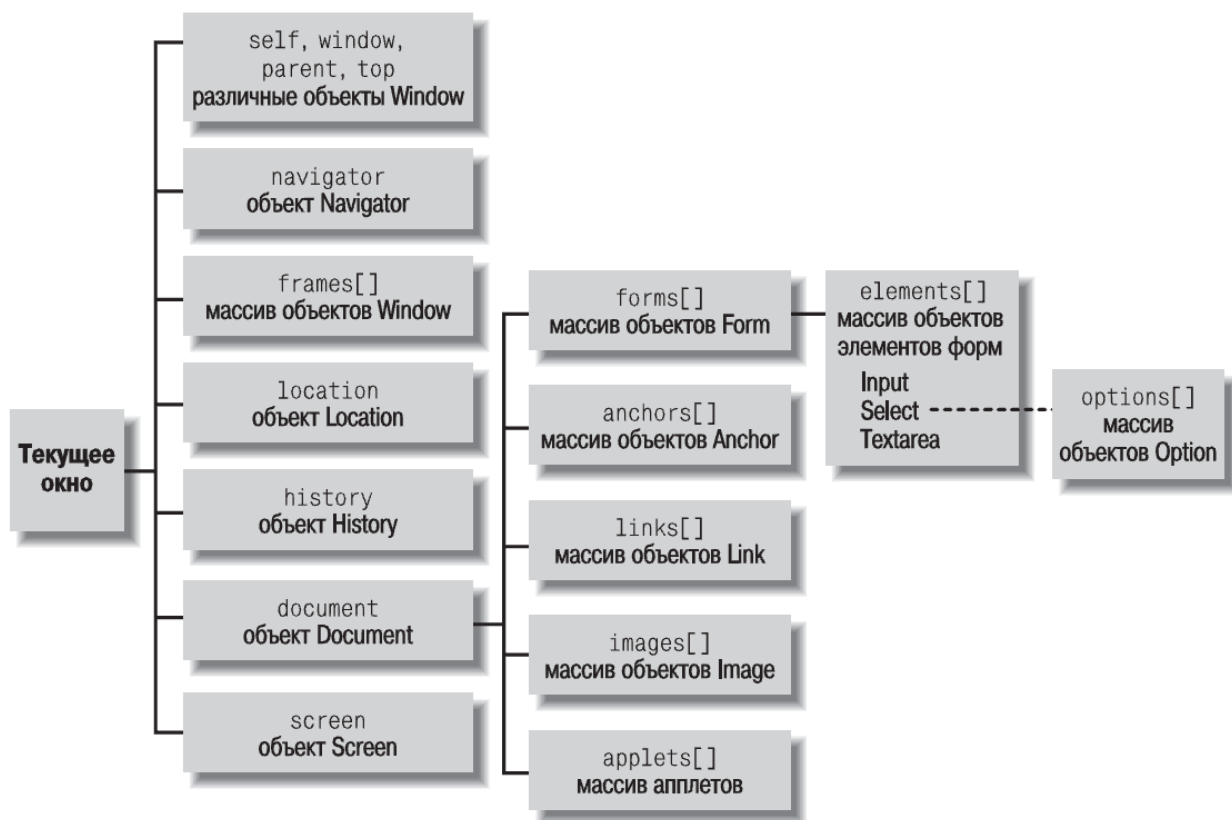 self, window,
parent, top
различные объекты Window
navigator
объект Navigator
frames[]
массив объектов Window
location
объект Location
Текущее
окно
history
объект History
document
объект Document
screen
объект Screen
forms[]
массив объектов Form
anchors[]
массив объектов Anchor
links[]
массив объектов Link
images[]
массив объектов Image
applets[]
массив апплетов
elements[]
массив объектов
элементов форм
Input
Select
Textarea
options[]
массив
объектов Option